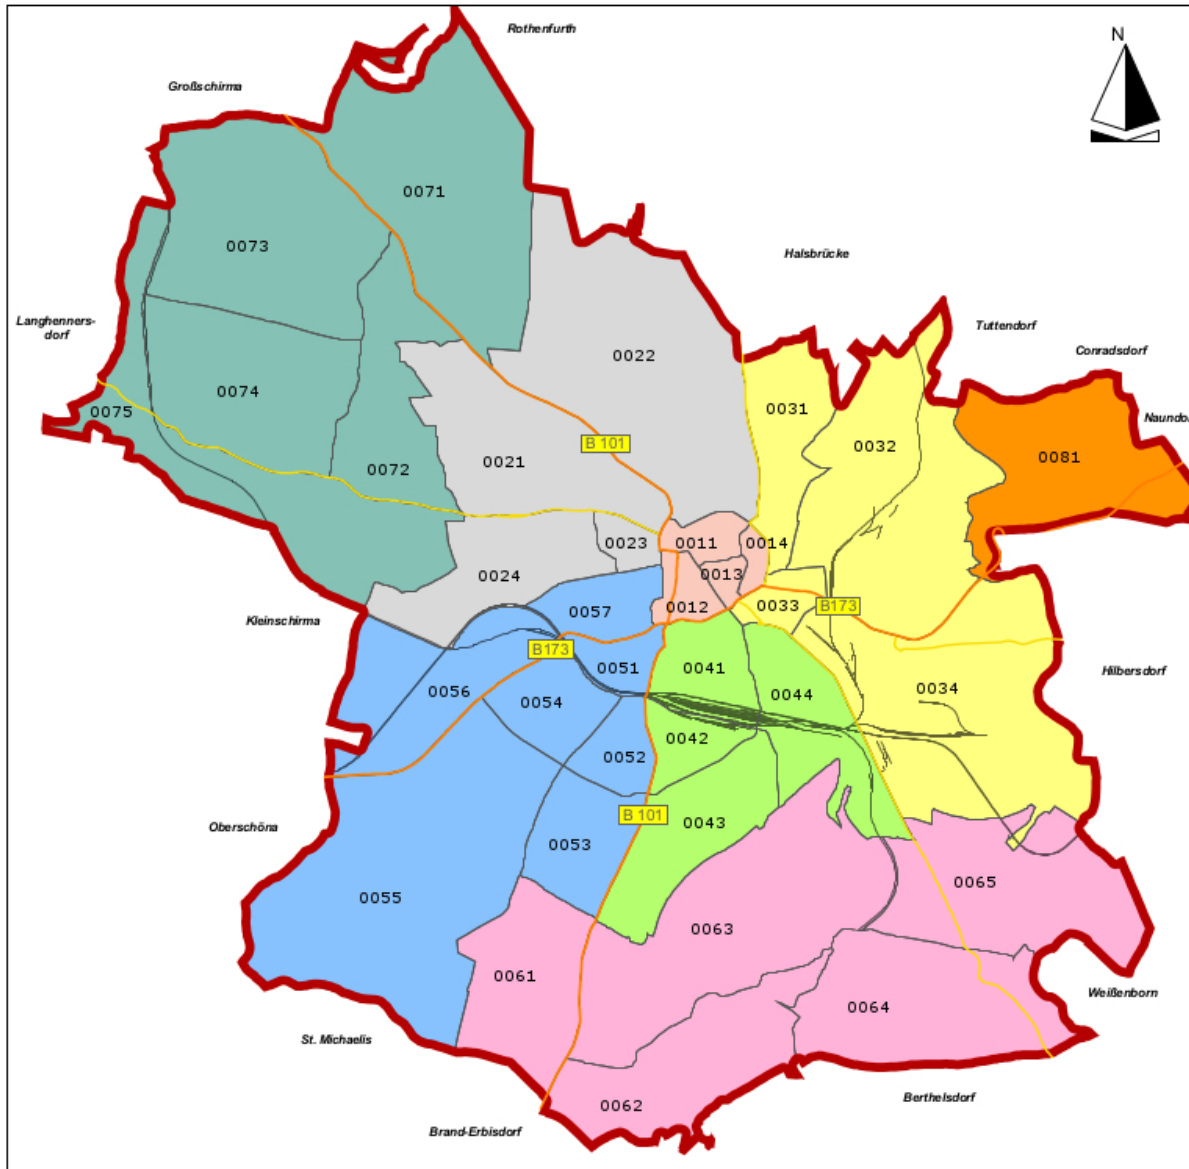 Rothenfurth
N
Großschirma
0071
0073
Halsbrücke
Langhenners-
dorf
Tuttendorf
Conradsdorf
0022
0074
0075
0031
Naundor
0032
B 101
0021
0081
0072
0023
0011
0014
0024
0013
0057
0012
0033
B173
Kleinschirma
B173
0051
0041
Hilbersdorf
0056
0054
0044
0034
0042
0052
B 101
Oberschöna
0043
0053
0065
0055
0063
0061
Weißenborn
0064
St. Michaelis
Berthelsdorf
0062
Brand-Erbisdorf